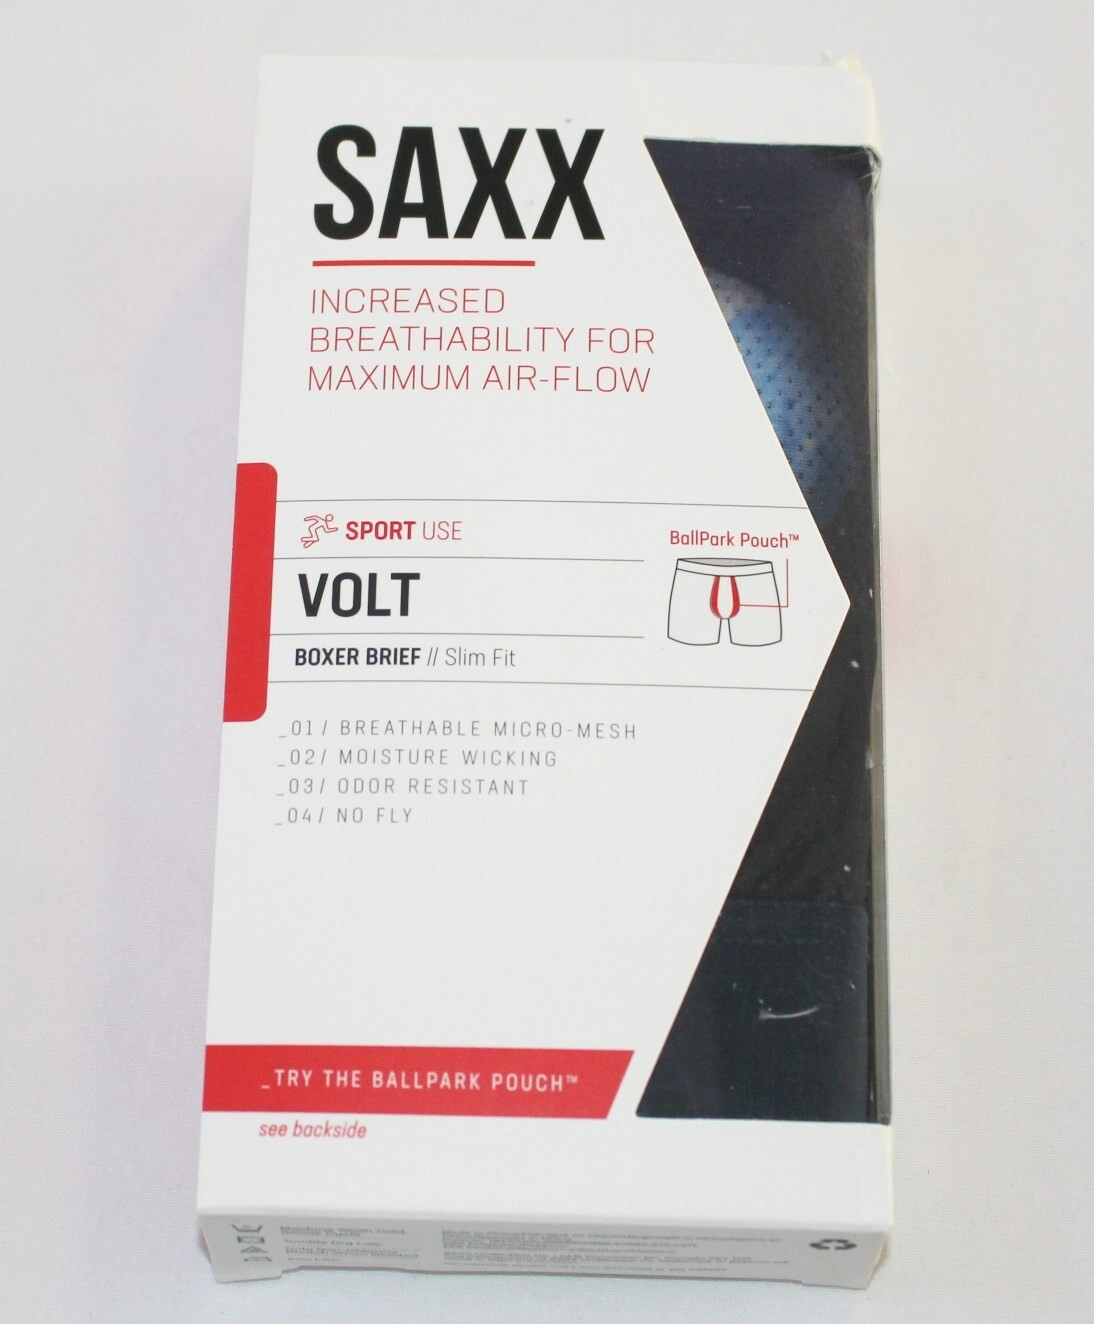 SAXX
INCREASED
BREATHABILITY FOR
MAXIMUM AIR-FLOW
SPORT USE
BallPark Pouch™
VOLT
BOXER BRIEF // Slim Fit
_01/ BREATHABLE MICRO-MESH
_02/ MOISTURE WICKING
_03/ ODOR RESISTANT
_04/ NO FLY
_TRY THE BALLPARK POUCH™
see backside